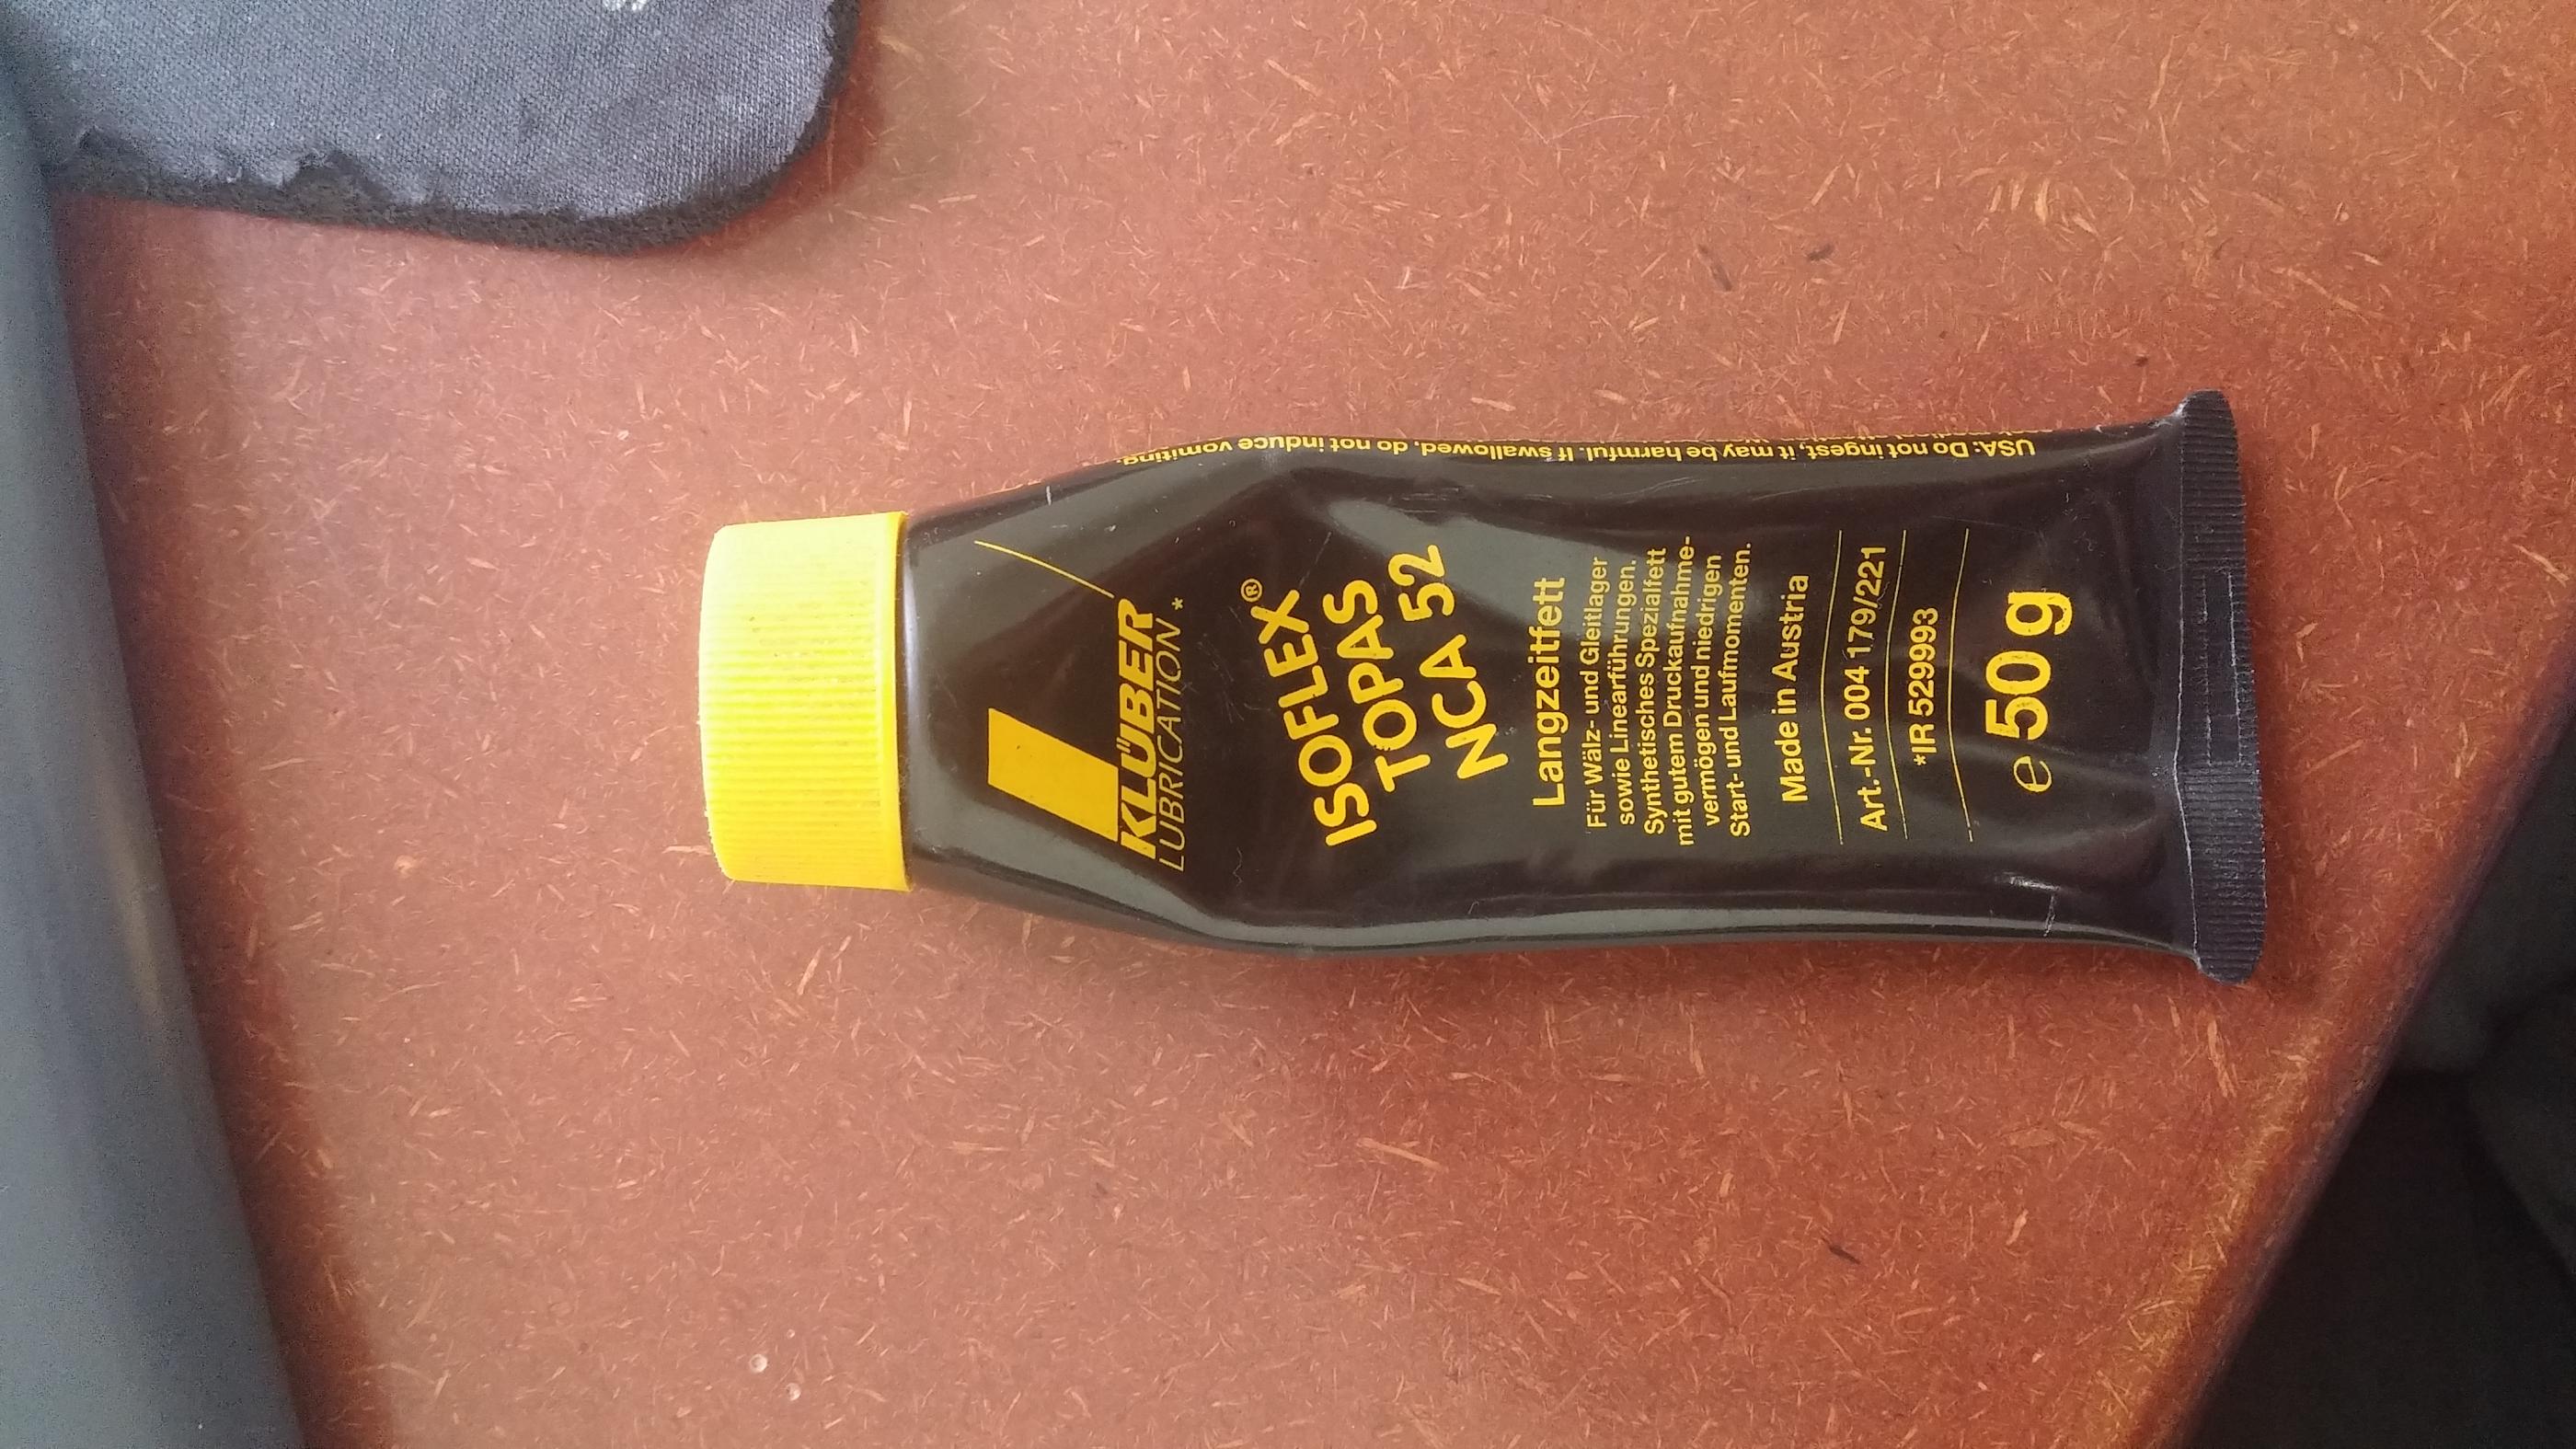 KLÜBER
LUBRICATION *
ISOFLEX®
TOPAS
NCA 52
Langzeitfett
Für Wälz- und Gleitlager
sowie Linearführungen.
Synthetisches Spezialfett
mit gutem Druckaufnahme-
vermögen und niedrigen
Start- und Laufmomenten.
Made in Austria
Art.-Nr. 004 179/221
*IR 529993
e 50 g
USA: Do not ingest, it may be harmful. If swallowed, do not induce vomiting.